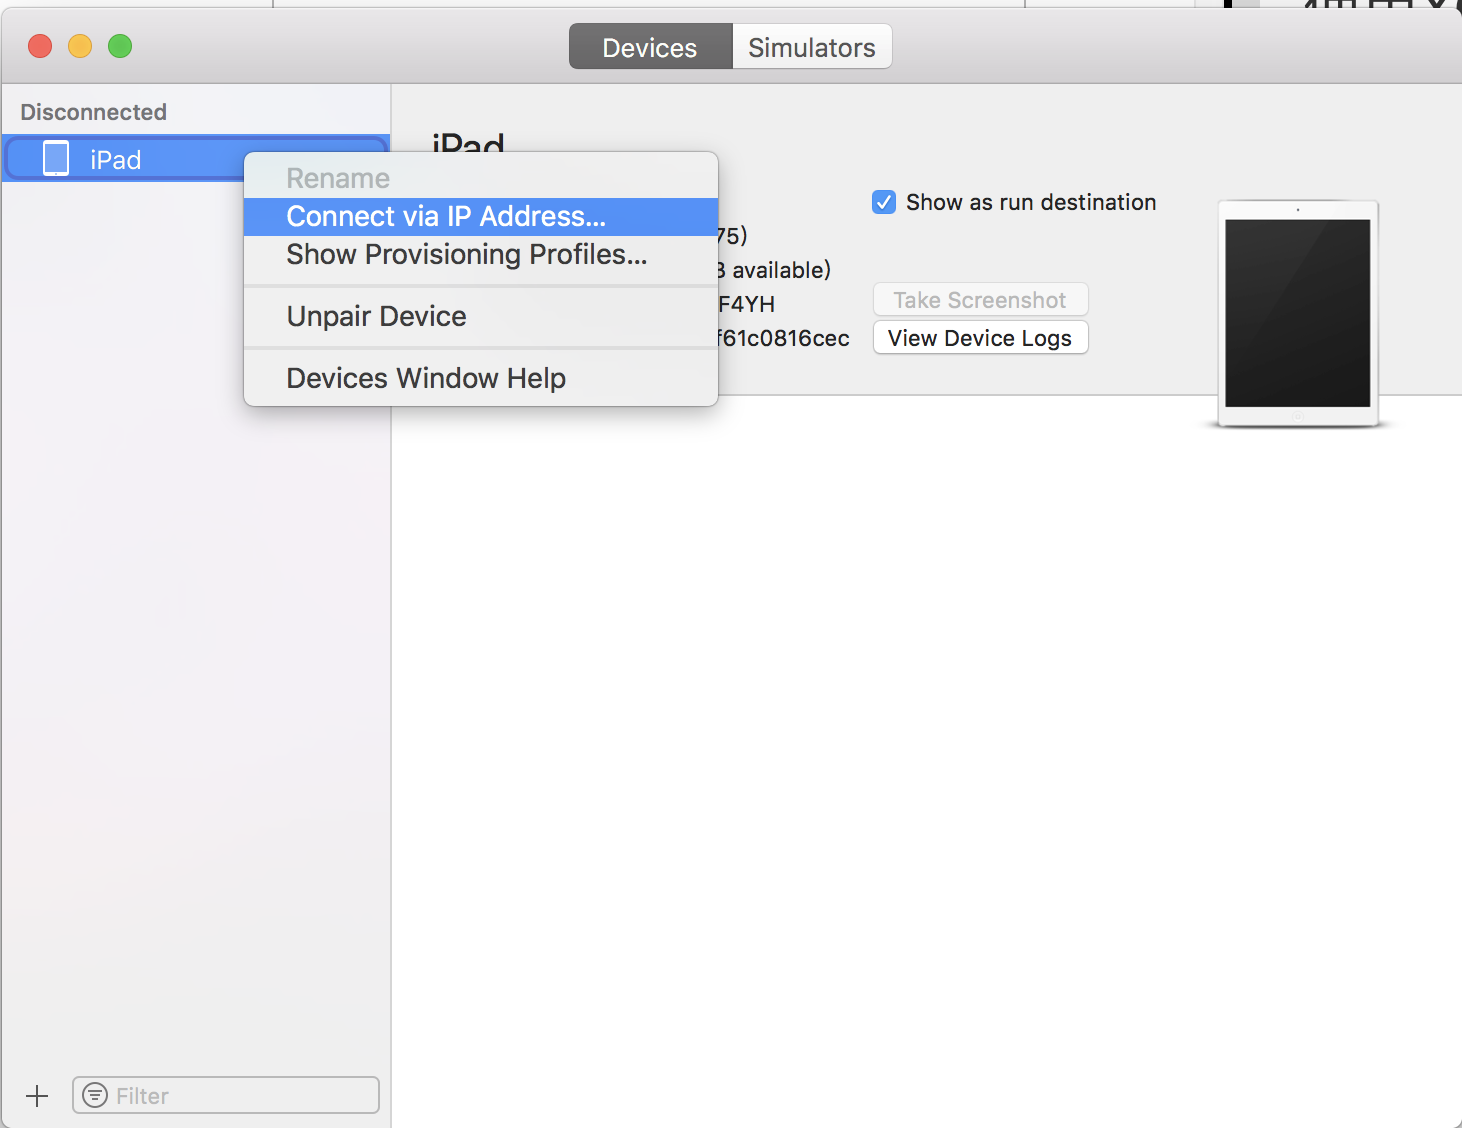 Devices
Simulators
Disconnected
iPad
iPad
Rename
Connect via IP Address...
Show Provisioning Profiles...
Unpair Device
Devices Window Help
75)
available)
F4YH
f61c0816cec
Show as run destination
Take Screenshot
View Device Logs
Filter